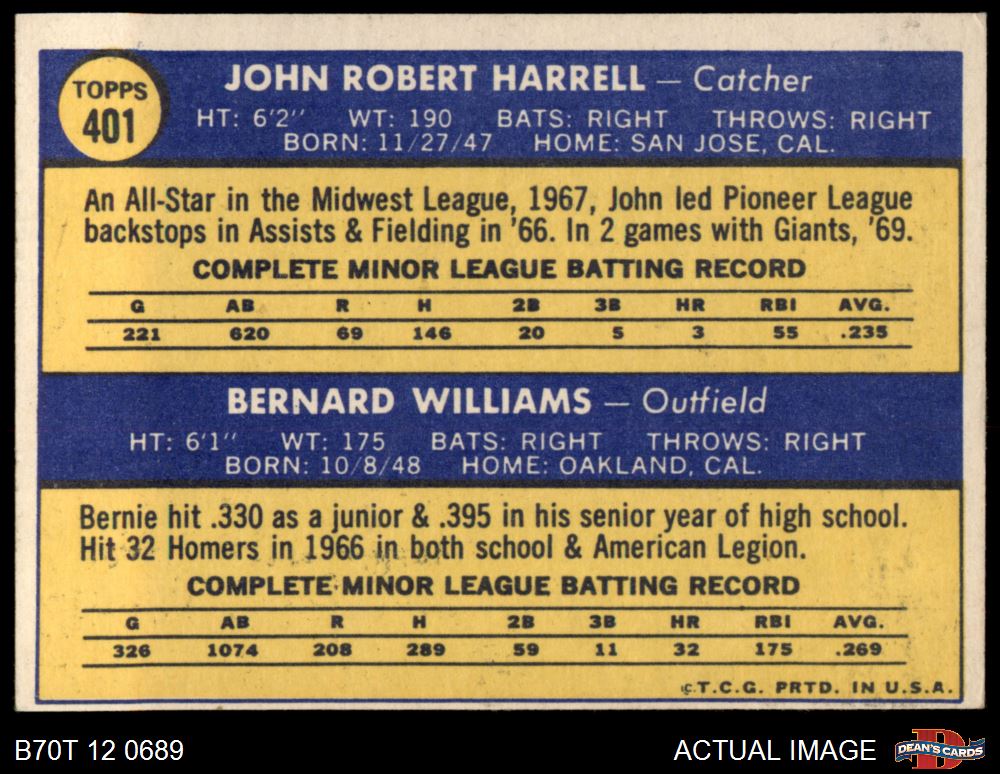 TOPPS
401
JOHN ROBERT HARRELL — Catcher
HT: 6'2" WT: 190 BATS: RIGHT THROWS: RIGHT
BORN: 11/27/47 HOME: SAN JOSE, CAL.
An All-Star in the Midwest League, 1967, John led Pioneer League
backstops in Assists & Fielding in '66. In 2 games with Giants, '69.
COMPLETE MINOR LEAGUE BATTING RECORD
G AB R H 2B 3B HR RBI AVG.
221 620 69 146 20 5 3 55 .235
BERNARD WILLIAMS — Outfield
HT: 6'1" WT: 175 BATS: RIGHT THROWS: RIGHT
BORN: 10/8/48 HOME: OAKLAND, CAL.
Bernie hit .330 as a junior & .395 in his senior year of high school.
Hit 32 Homers in 1966 in both school & American Legion.
COMPLETE MINOR LEAGUE BATTING RECORD
G AB R H 2B 3B HR RBI AVG.
326 1074 208 289 59 11 32 175 .269
©T.C.G. PRTD. IN U.S.A.
B70T 12 0689 ACTUAL IMAGE
D
DEAN'S CARDS